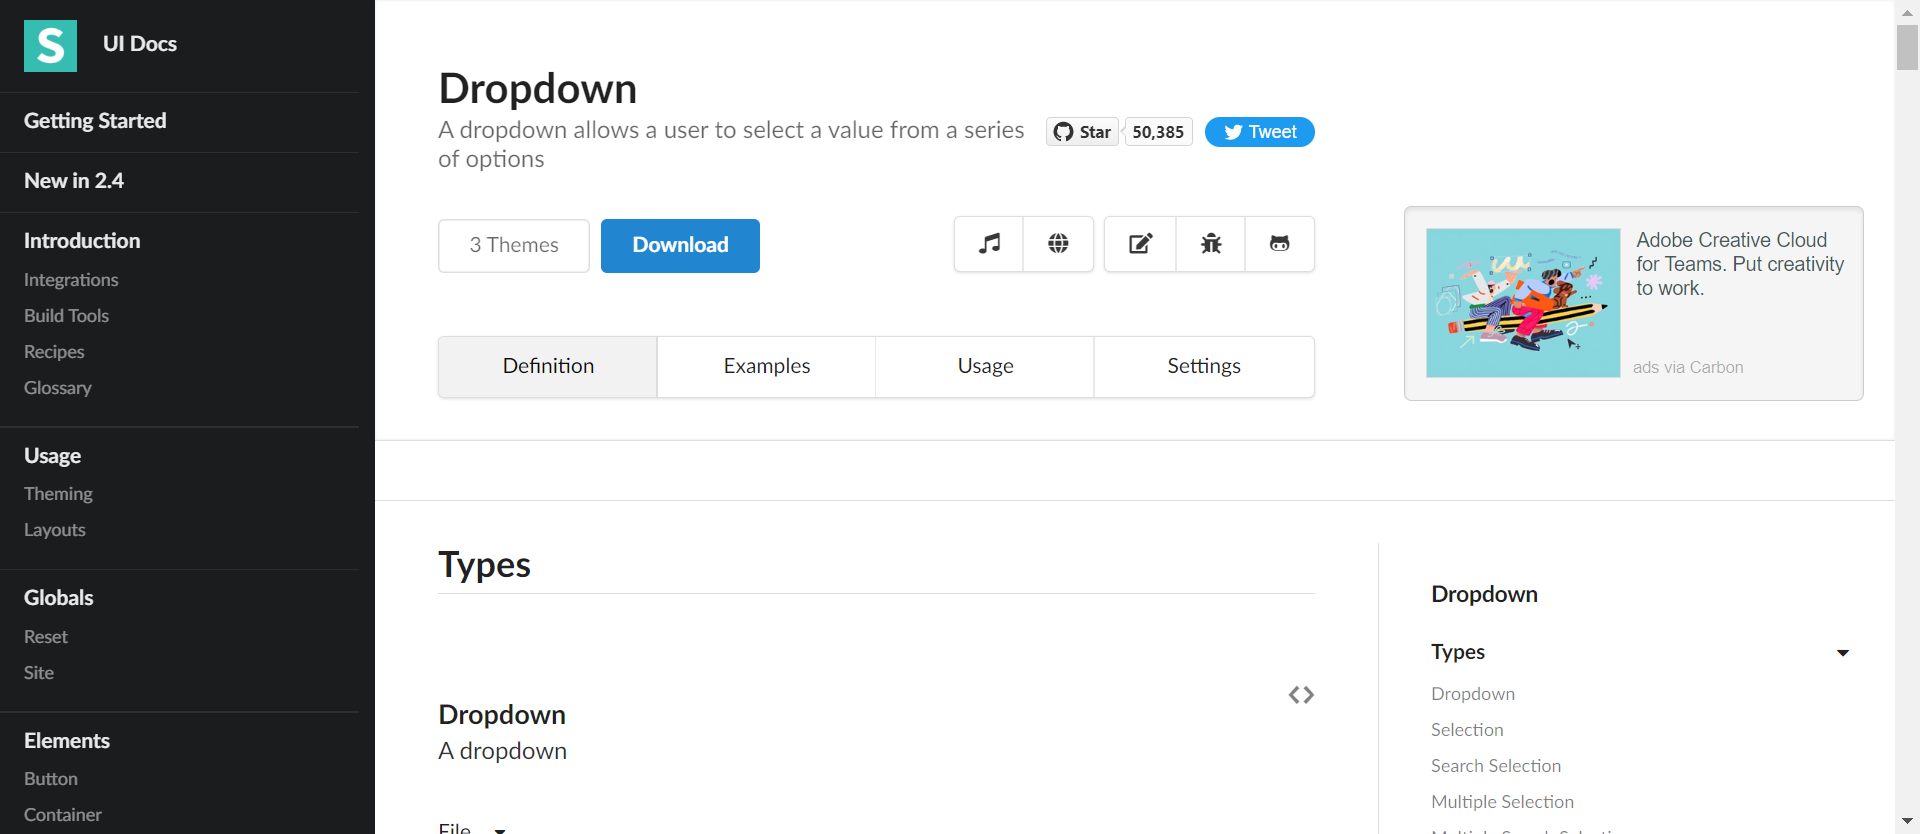 S
UI Docs
Getting Started
New in 2.4
Introduction
Integrations
Build Tools
Recipes
Glossary
Usage
Theming
Layouts
Globals
Reset
Site
Elements
Button
Container
Dropdown
A dropdown allows a user to select a value from a series
of options
Star
50,385
Tweet
3 Themes
Download
Definition
Examples
Usage
Settings
Adobe Creative Cloud
for Teams. Put creativity
to work.
ads via Carbon
Types
Dropdown
A dropdown
File
Dropdown
Types
Dropdown
Selection
Search Selection
Multiple Selection